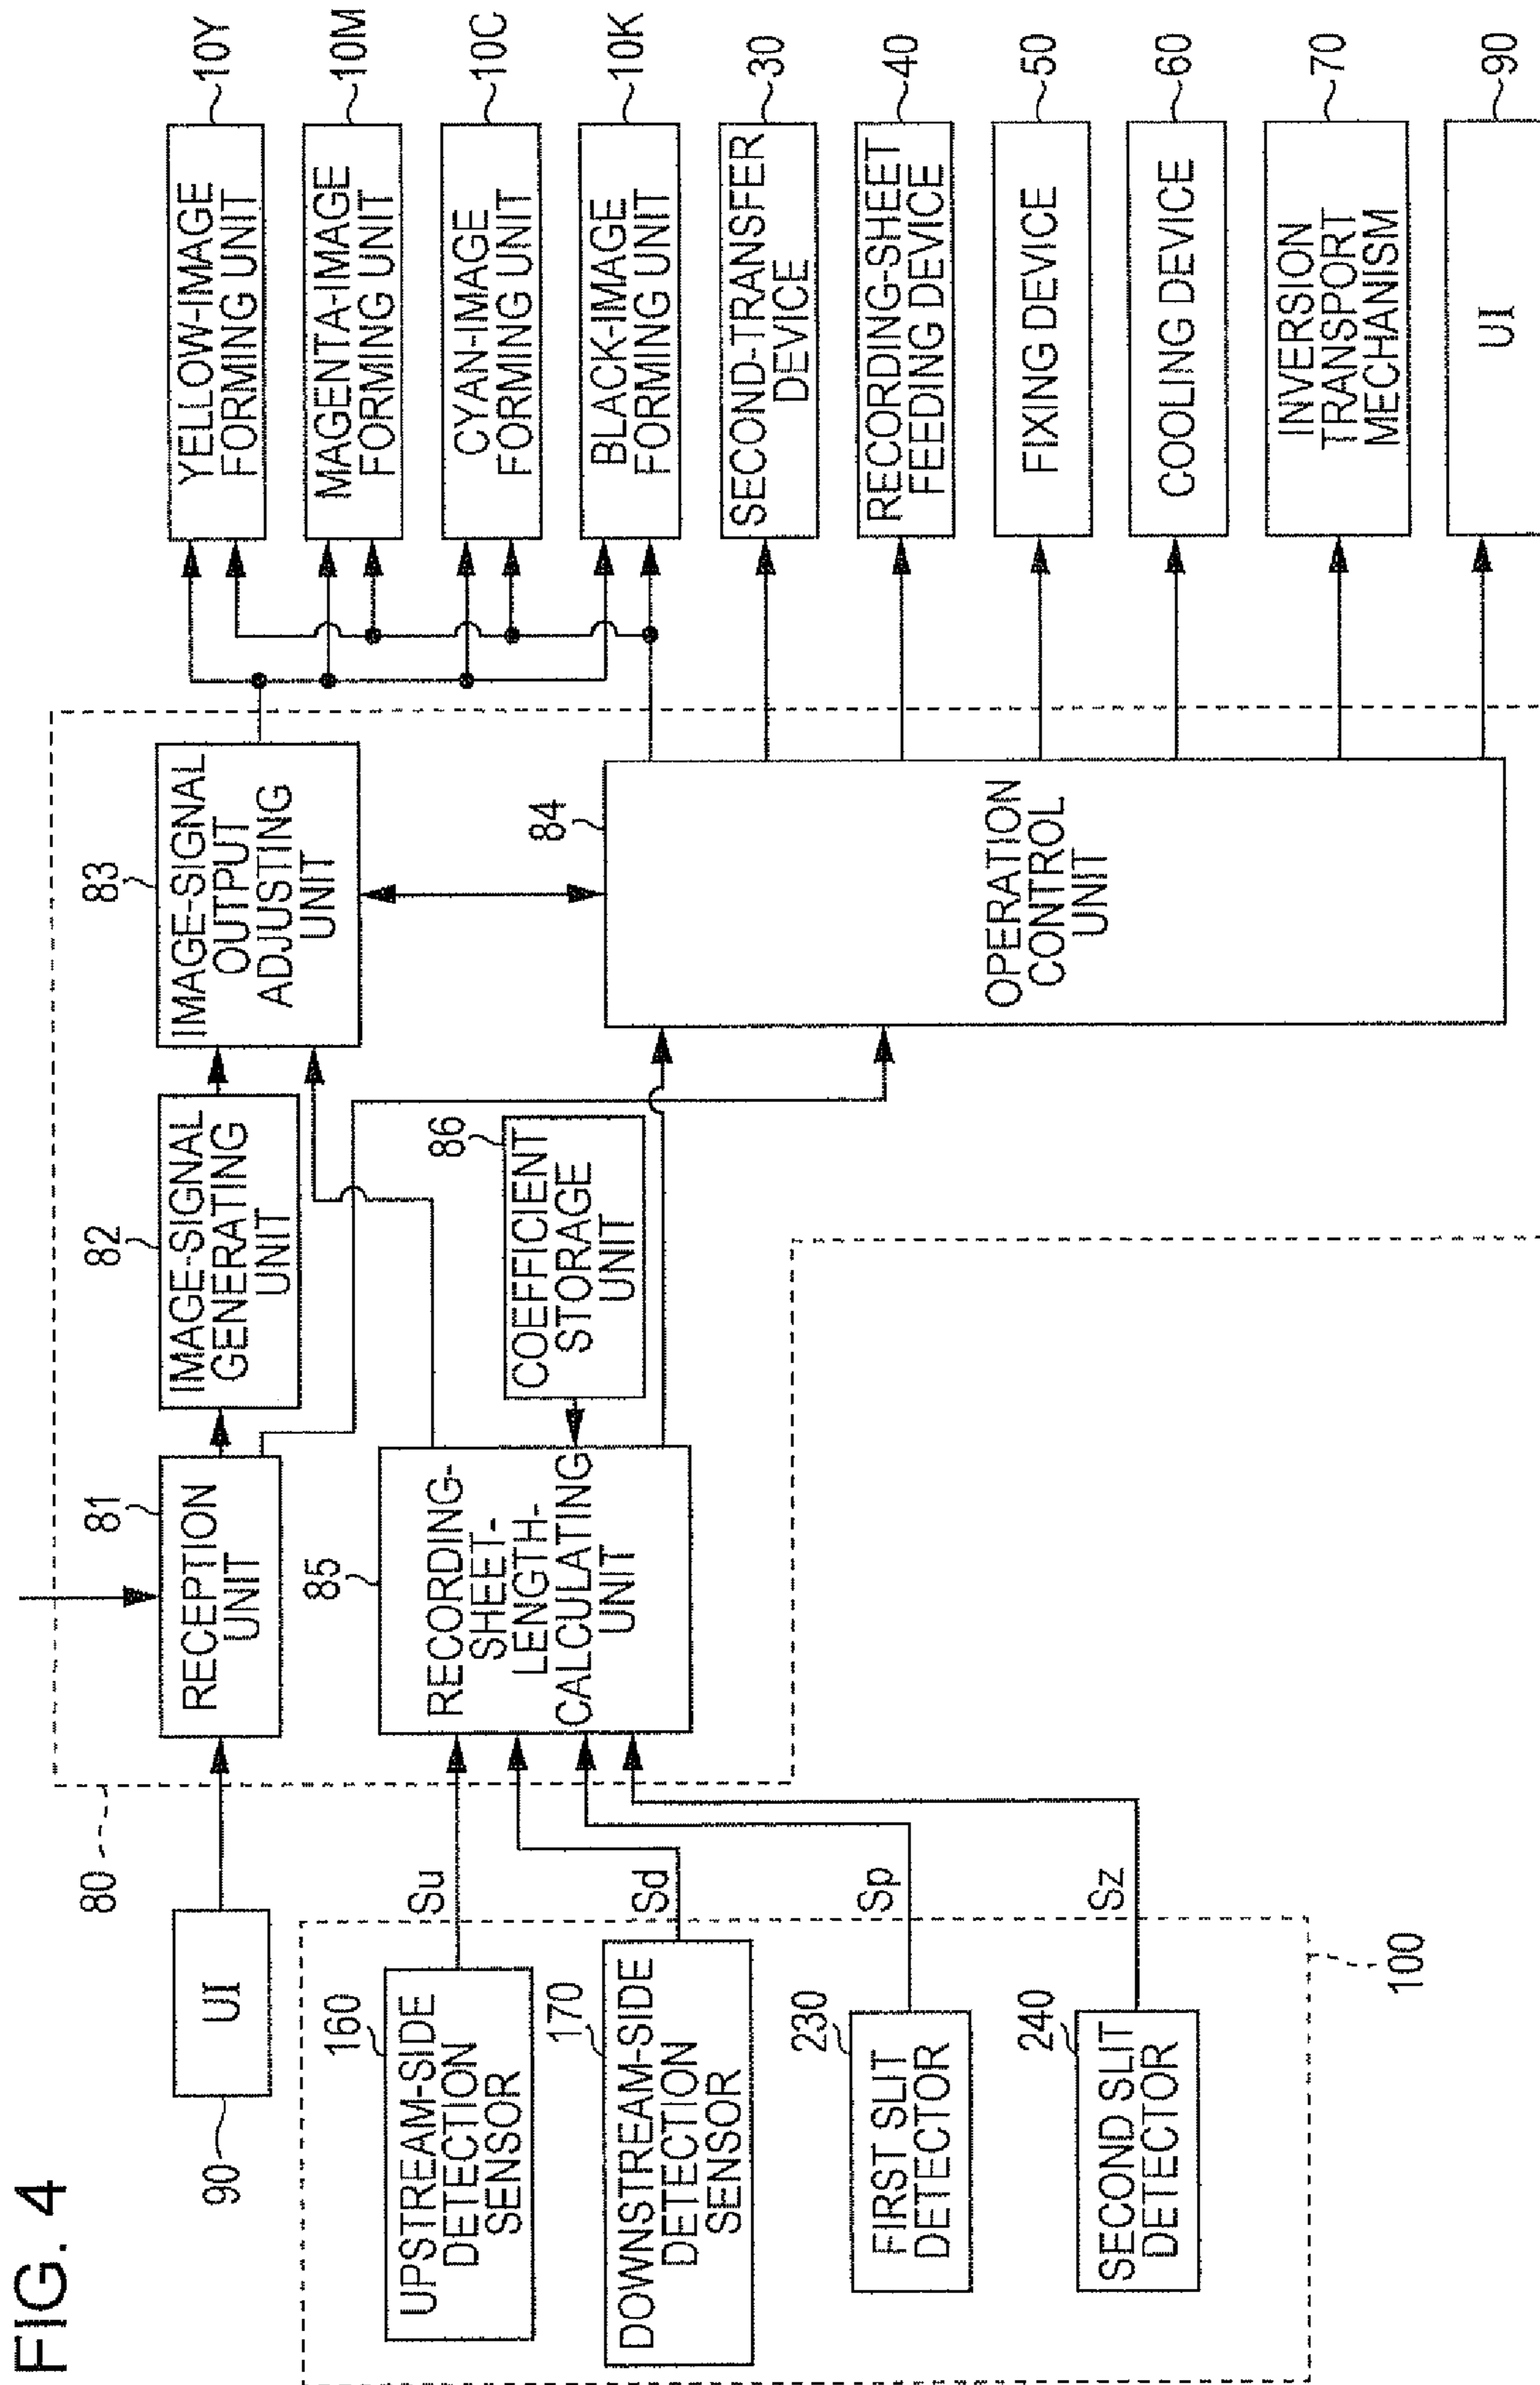 FIG. 4
90
UI
80
81
RECEPTION
UNIT
82
IMAGE-SIGNAL
GENERATING
UNIT
83
IMAGE-SIGNAL
OUTPUT
ADJUSTING
UNIT
85
RECORDING-
SHEET-
LENGTH-
CALCULATING
UNIT
86
COEFFICIENT
STORAGE
UNIT
84
OPERATION
CONTROL
UNIT
160
UPSTREAM-SIDE
DETECTION
SENSOR
Su
170
DOWNSTREAM-SIDE
DETECTION
SENSOR
Sd
230
FIRST SLIT
DETECTOR
Sp
240
SECOND SLIT
DETECTOR
Sz
100
YELLOW-IMAGE
FORMING UNIT
10Y
MAGENTA-IMAGE
FORMING UNIT
10M
CYAN-IMAGE
FORMING UNIT
10C
BLACK-IMAGE
FORMING UNIT
10K
SECOND-TRANSFER
DEVICE
30
RECORDING-SHEET
FEEDING DEVICE
40
FIXING DEVICE
50
COOLING DEVICE
60
INVERSION
TRANSPORT
MECHANISM
70
UI
90